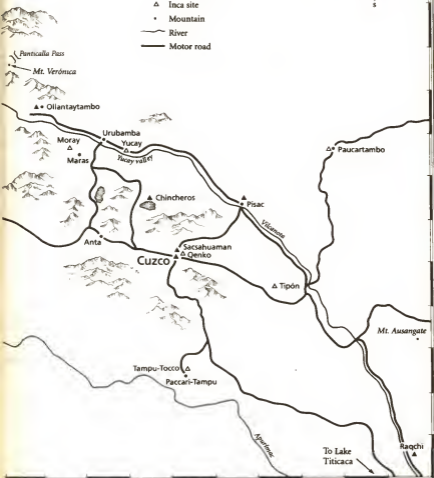 Inca site
s
Mountain
River
Motor road
Panticalla Pass
Mt. Verónica
Ollantaytambo
Urubamba
Moray
Yucay
Maras
Yucay valley
Paucartambo
Chincheros
Pisac
Vilcanota
Anta
Sacsahuaman
Qenko
Cuzco
Tipón
Mt. Ausangate
Tampu-Tocco
Paccari-Tampu
Apurímac
Raqchi
To Lake
Titicaca